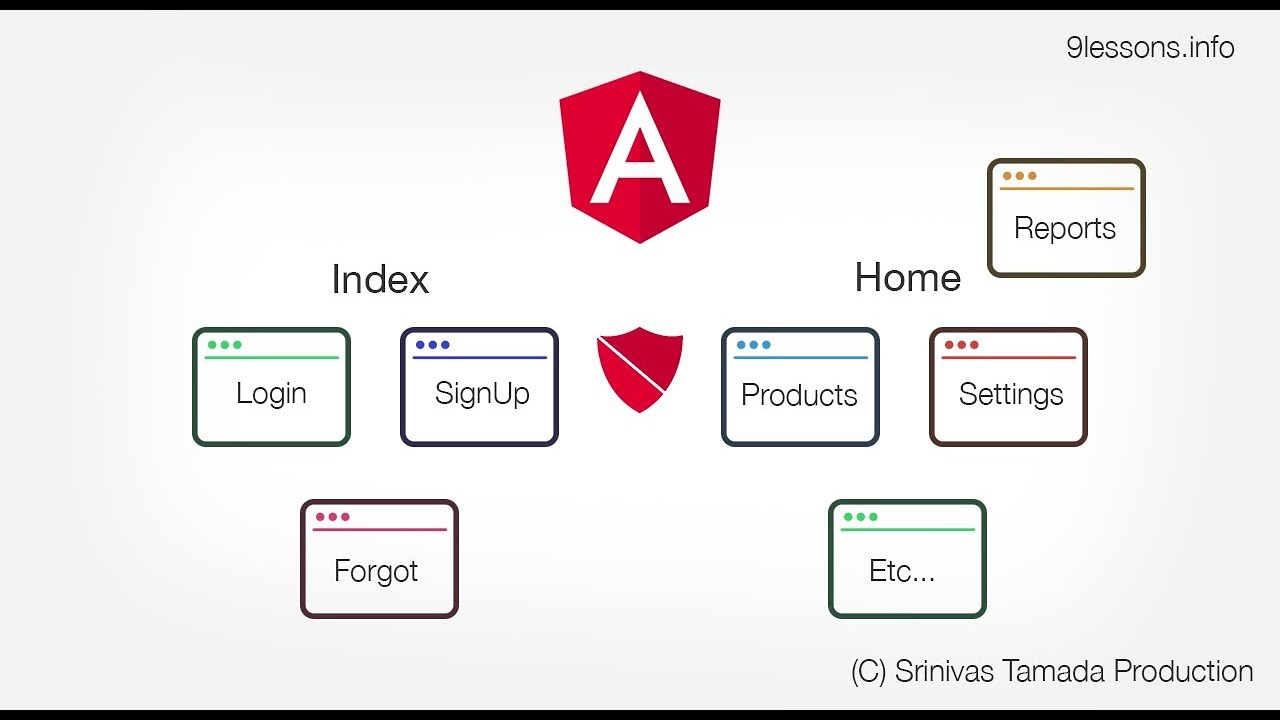 9lessons.info
A
Reports
Index
Home
Login
SignUp
Products
Settings
Forgot
Etc...
(C) Srinivas Tamada Production